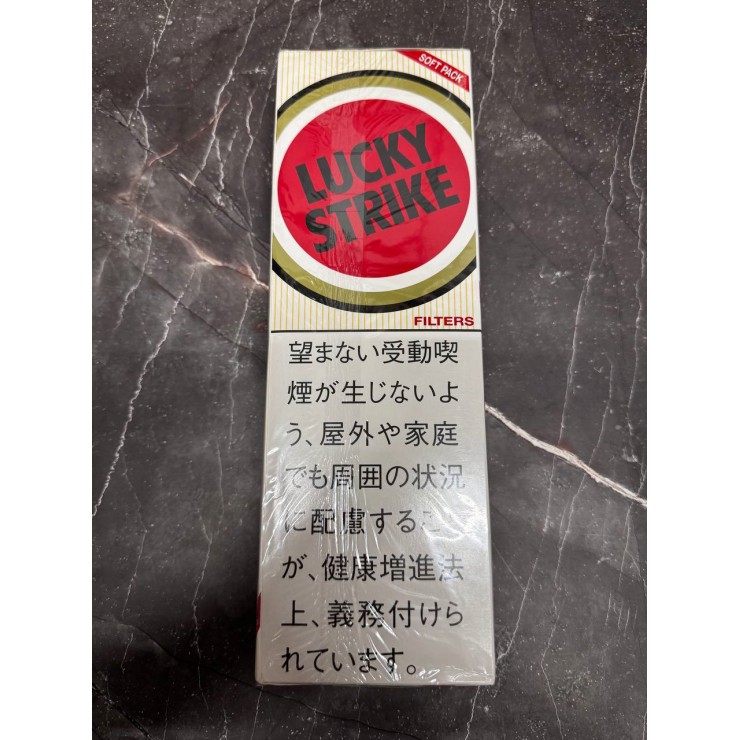 SOFT PACK
LUCKY
STRIKE
FILTERS
望まない受動喫
煙が生じないよ
う、屋外や家庭
でも周囲の状況
に配慮するこ
が、健康増進法
上、義務付けら
れています。